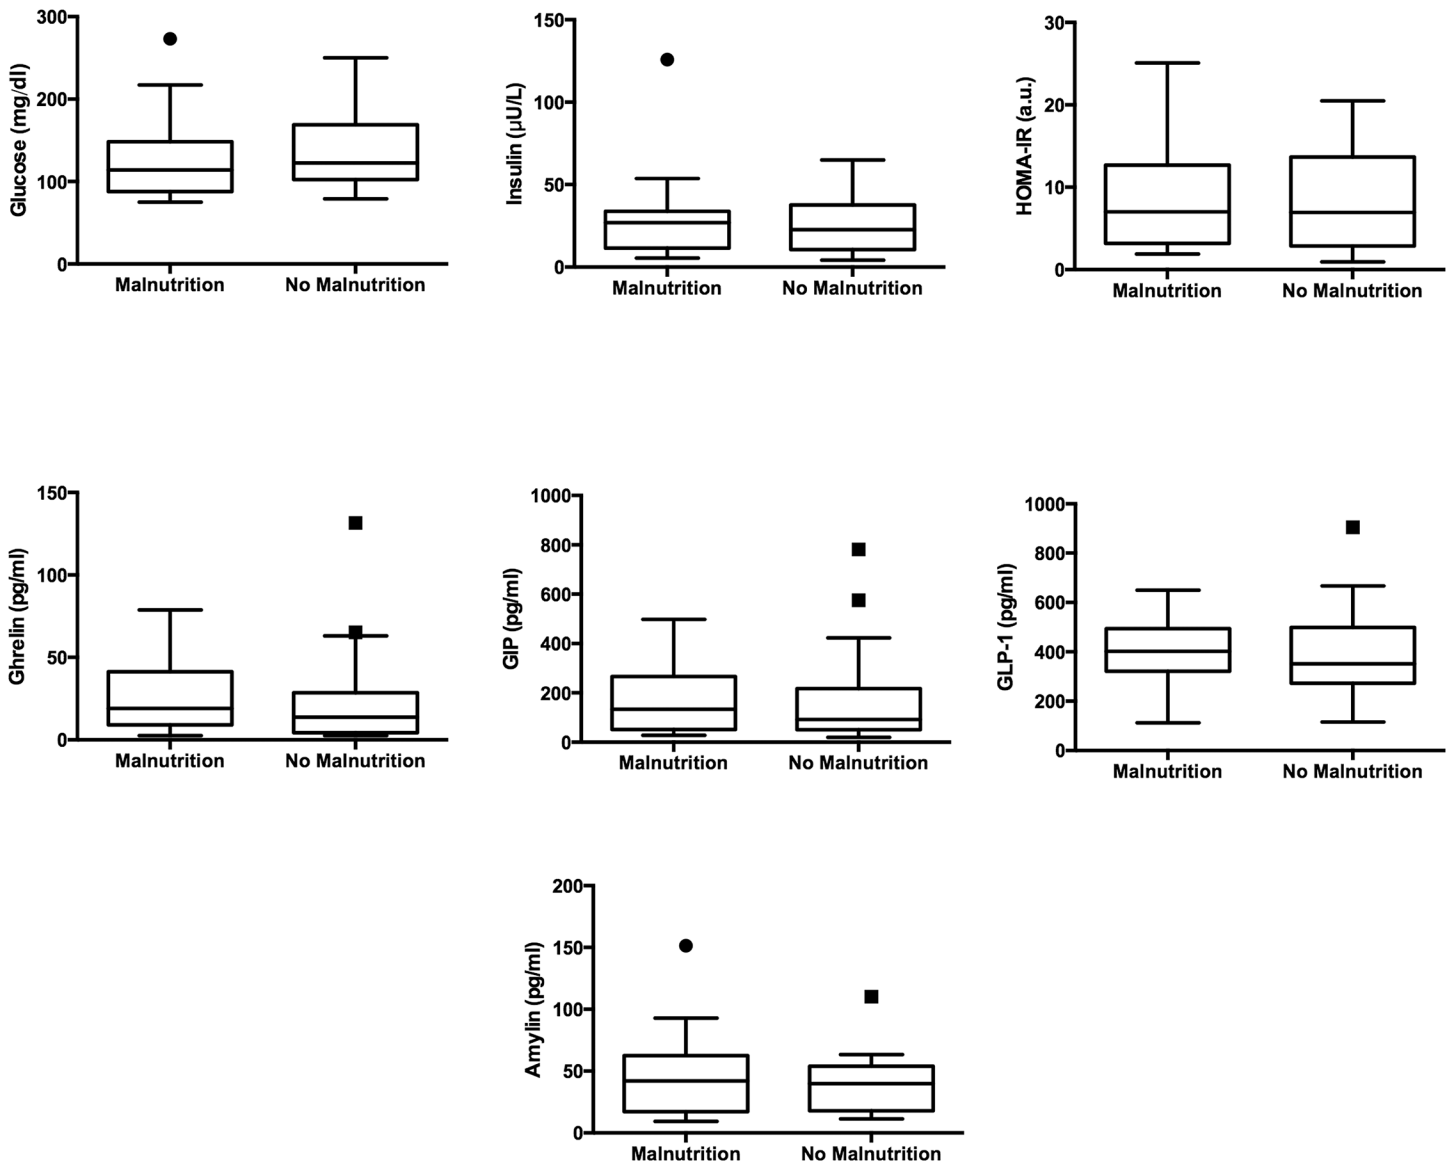 Glucose (mg/dl)
300
200
100
0
Malnutrition No Malnutrition
Insulin (μU/L)
150
100
50
0
Malnutrition No Malnutrition
HOMA-IR (a.u.)
30
20
10
0
Malnutrition No Malnutrition
Ghrelin (pg/ml)
150
100
50
0
Malnutrition No Malnutrition
GIP (pg/ml)
1000
800
600
400
200
0
Malnutrition No Malnutrition
GLP-1 (pg/ml)
1000
800
600
400
200
0
Malnutrition No Malnutrition
Amylin (pg/ml)
200
150
100
50
0
Malnutrition No Malnutrition